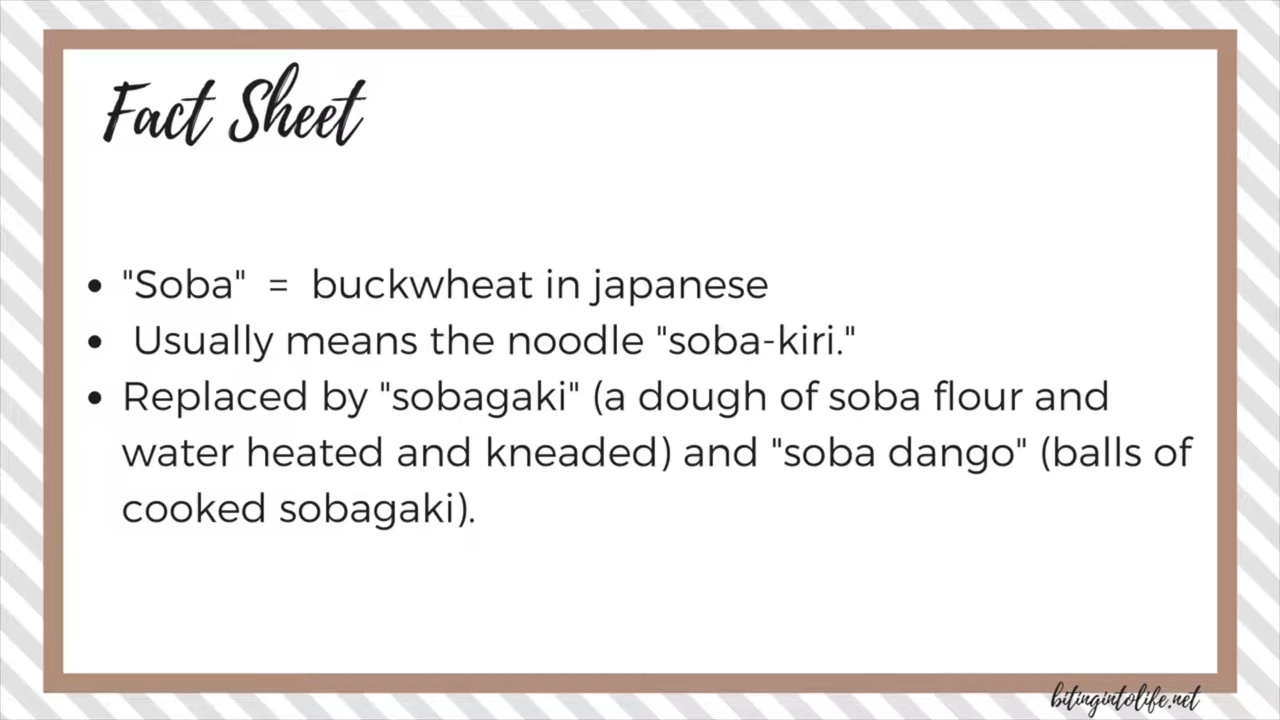 Fact Sheet
• "Soba" = buckwheat in japanese
• Usually means the noodle "soba-kiri."
• Replaced by "sobagaki" (a dough of soba flour and
water heated and kneaded) and "soba dango" (balls of
cooked sobagaki).
bitingintolife.net